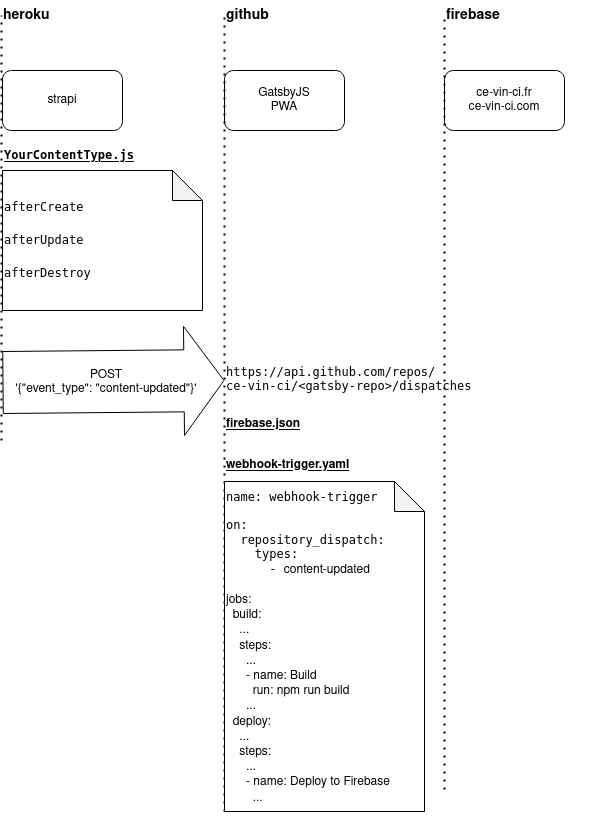 heroku
github
firebase
strapi
GatsbyJS
PWA
ce-vin-ci.fr
ce-vin-ci.com
YourContentType.js
afterCreate
afterUpdate
afterDestroy
POST
'{"event_type": "content-updated"}'
https://api.github.com/repos/
ce-vin-ci/<gatsby-repo>/dispatches
firebase.json
webhook-trigger.yaml
name: webhook-trigger
on:
  repository_dispatch:
    types:
      - content-updated
jobs:
  build:
    ...
    steps:
      ...
      - name: Build
        run: npm run build
      ...
  deploy:
    ...
    steps:
      ...
      - name: Deploy to Firebase
        ...